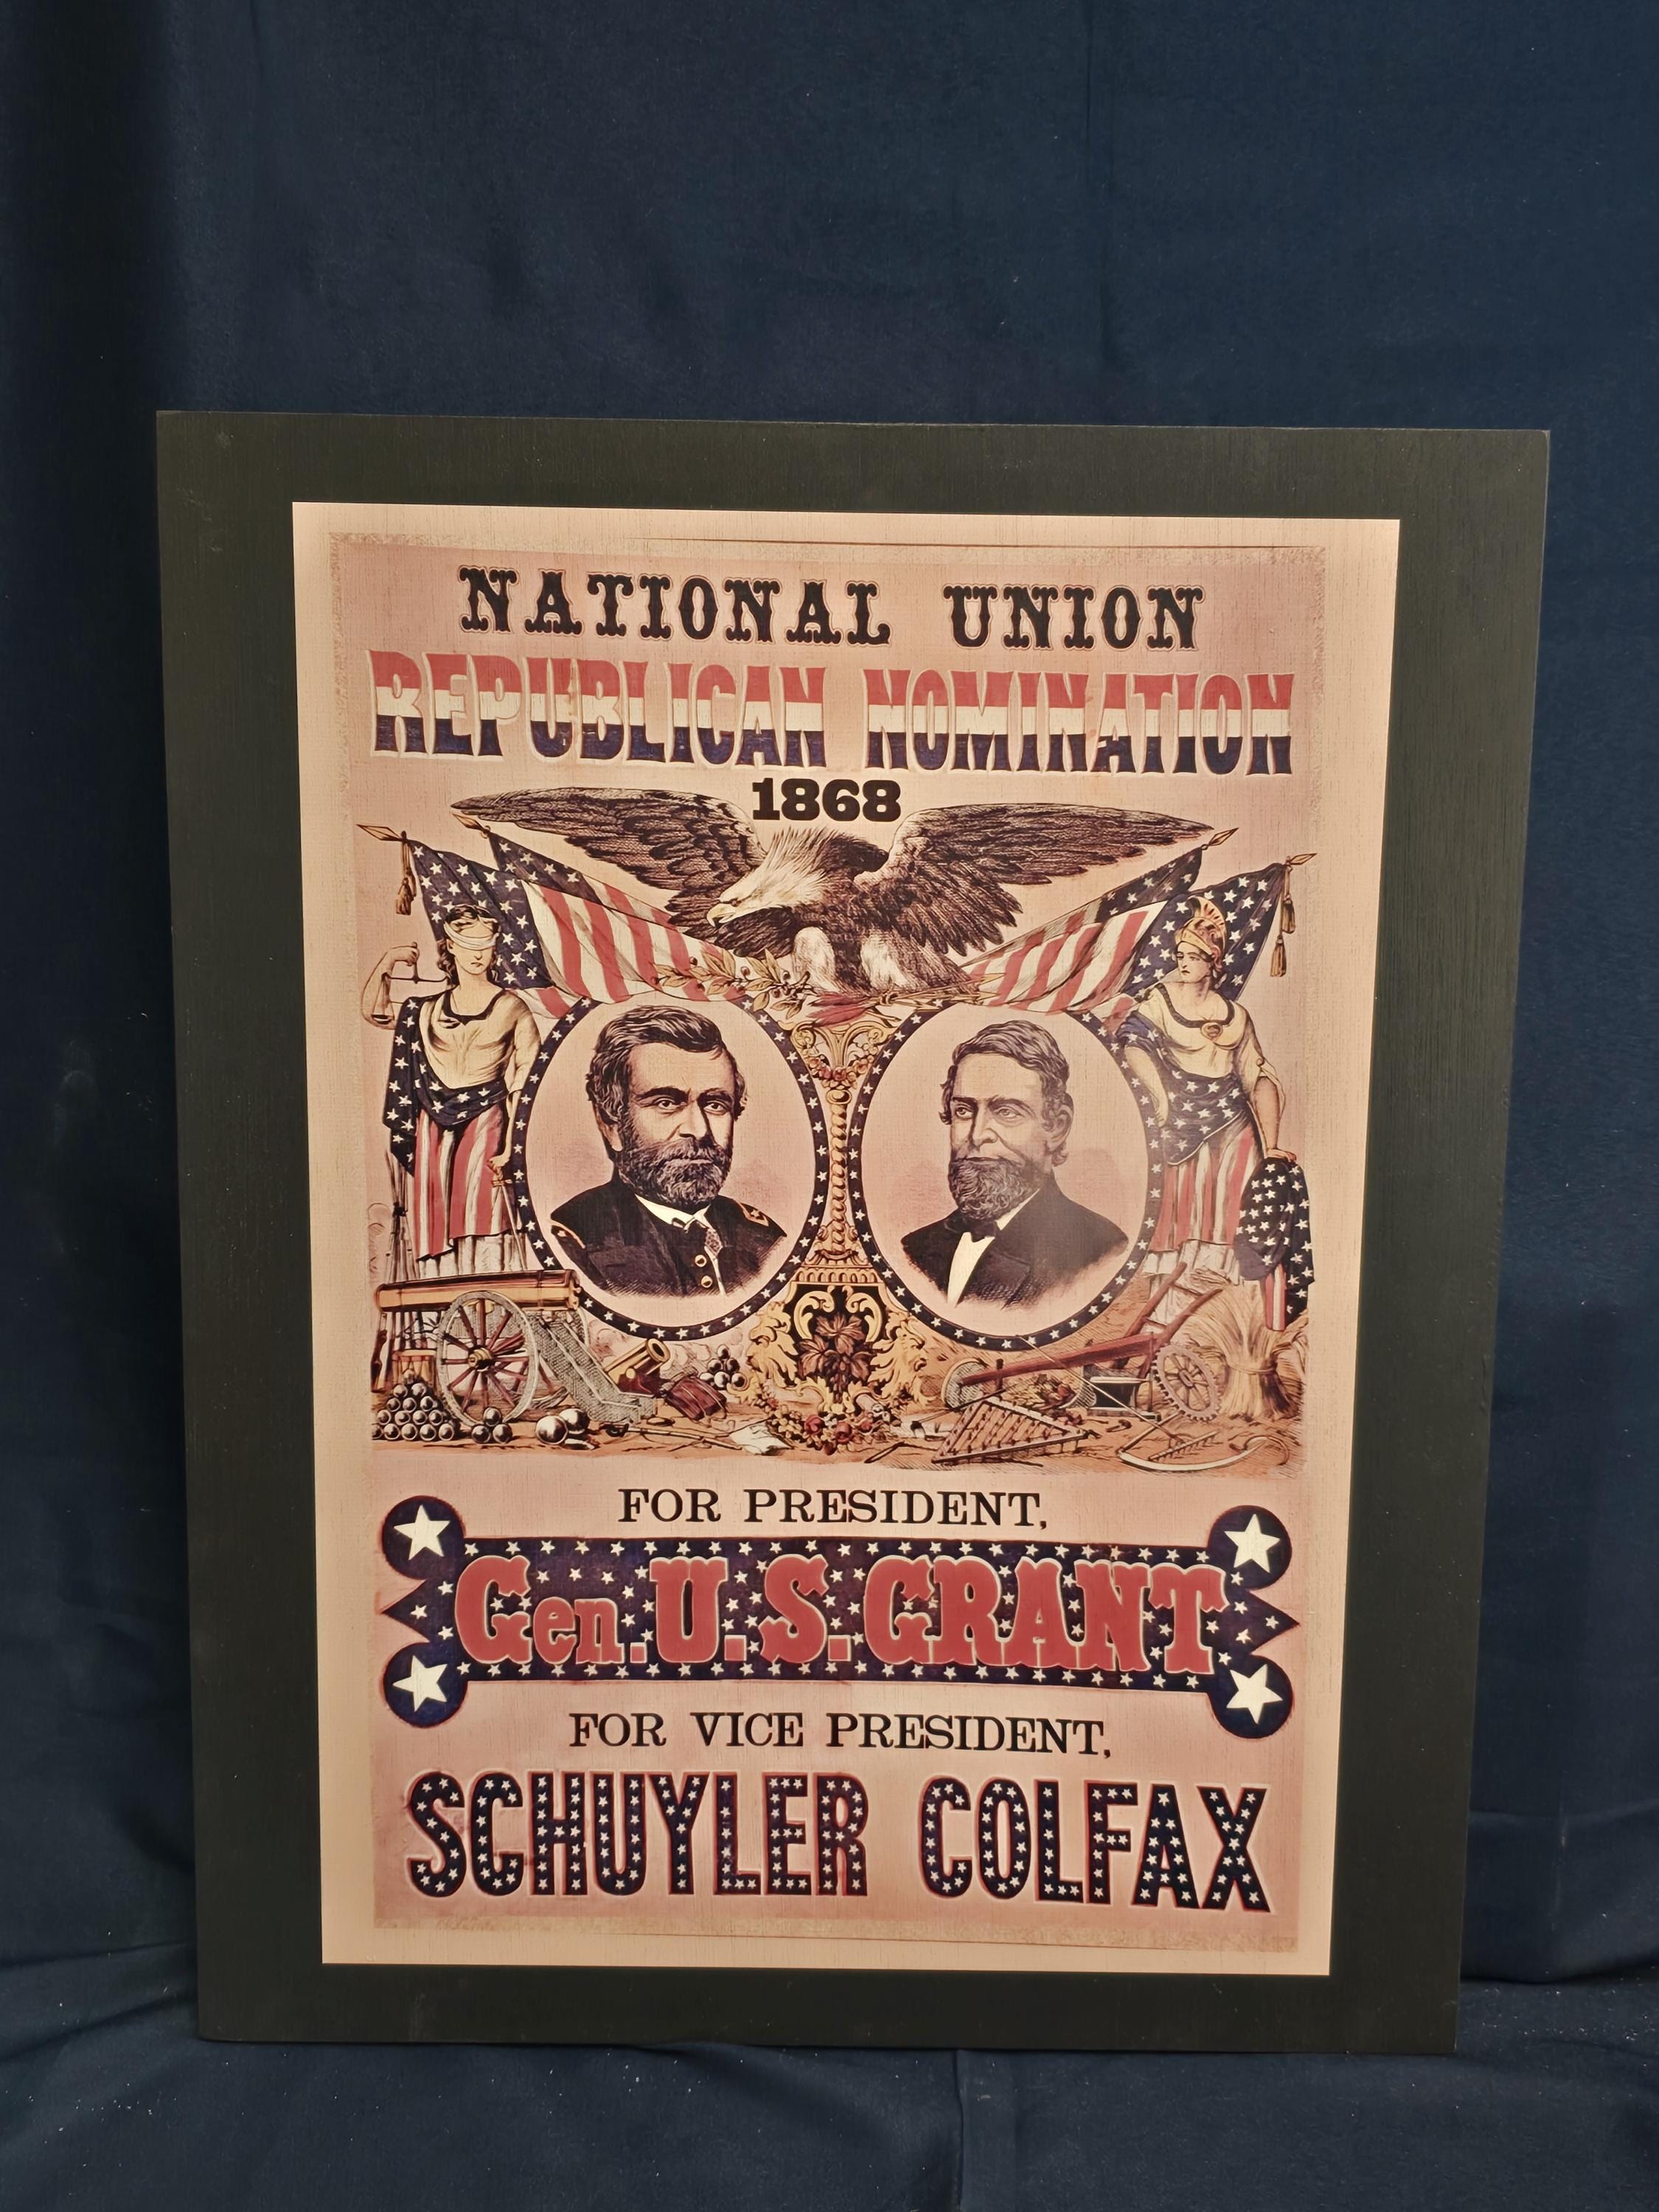 NATIONAL UNION
REPUBLICAN NOMINATION
1868
FOR PRESIDENT,
Gen. U. S. GRANT
FOR VICE PRESIDENT,
SCHUYLER COLFAX